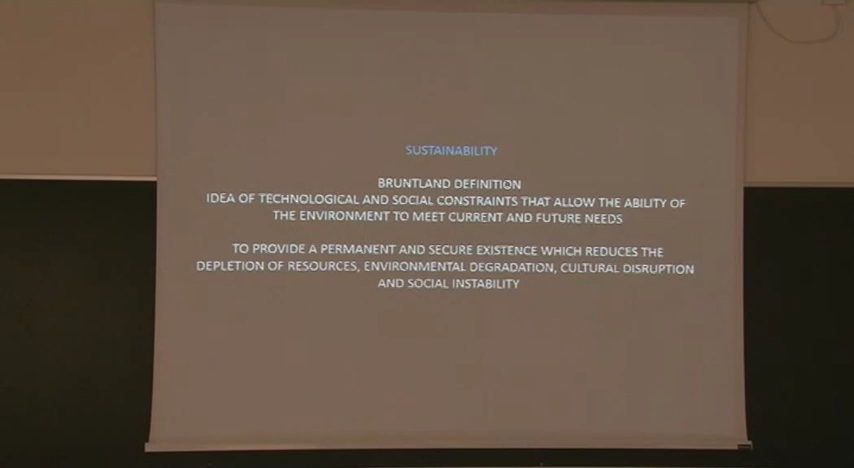 SUSTAINABILITY
BRUNTLAND DEFINITION
IDEA OF TECHNOLOGICAL AND SOCIAL CONSTRAINTS THAT ALLOW THE ABILITY OF
THE ENVIRONMENT TO MEET CURRENT AND FUTURE NEEDS
TO PROVIDE A PERMANENT AND SECURE EXISTENCE WHICH REDUCES THE
DEPLETION OF RESOURCES, ENVIRONMENTAL DEGRADATION, CULTURAL DISRUPTION
AND SOCIAL INSTABILITY